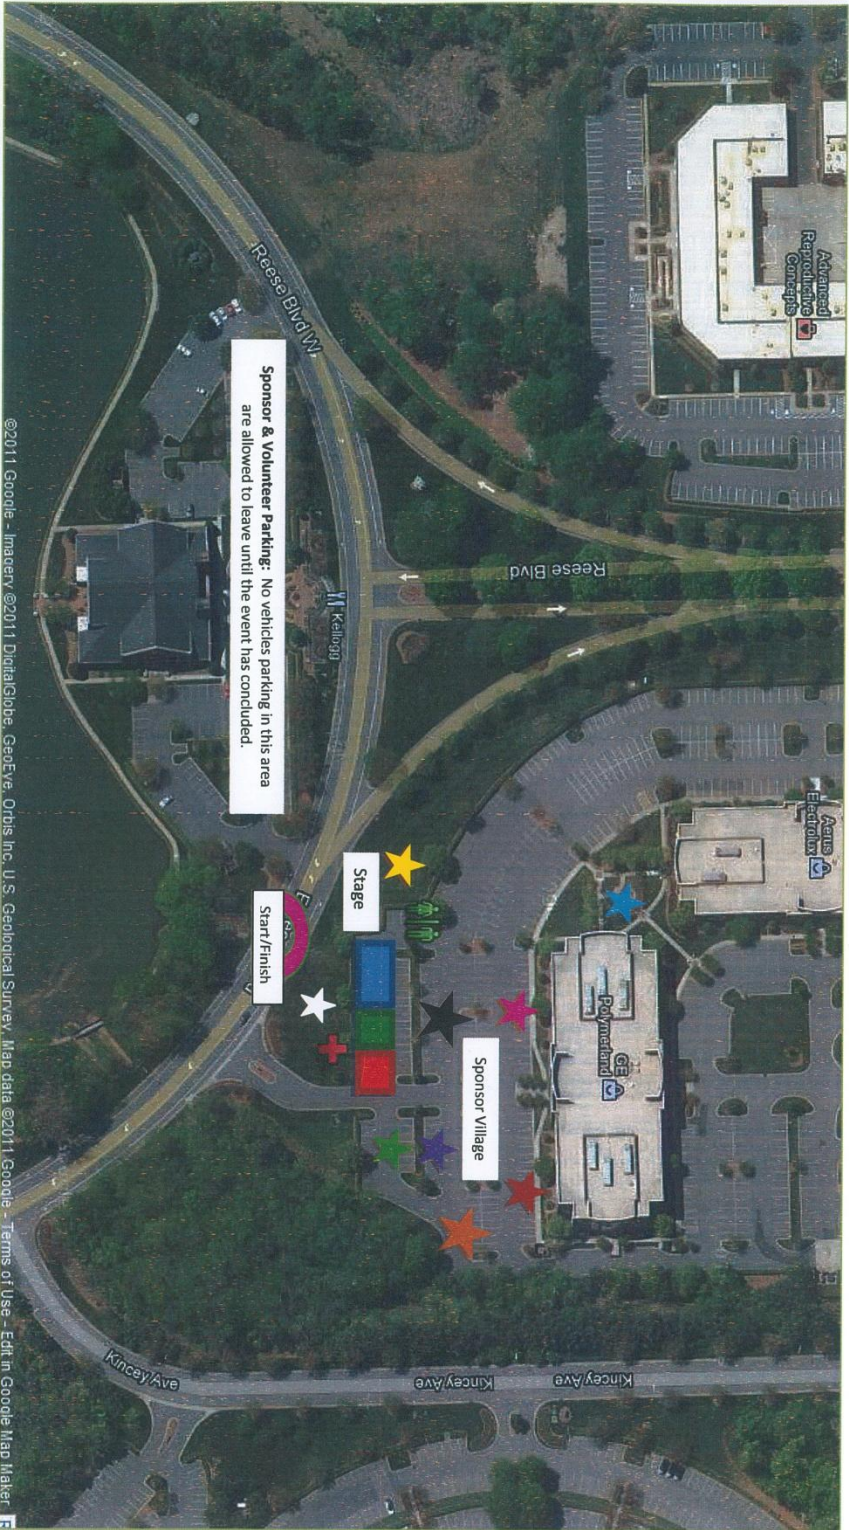 Advanced
Reproductive
Concepts
Aerus
Electrolux
GE
Polymerland
Reese Blvd
Reese Blvd W
Kellogg
Sponsor & Volunteer Parking: No vehicles parking in this area
are allowed to leave until the event has concluded.
Stage
Sponsor Village
Start/Finish
Kincey Ave
Kincey Ave
Kincey Ave
©2011 Google - Imagery ©2011 DigitalGlobe, GeoEye, Orbis Inc, U.S. Geological Survey, Map data ©2011 Google - Terms of Use - Edit in Google Map Maker